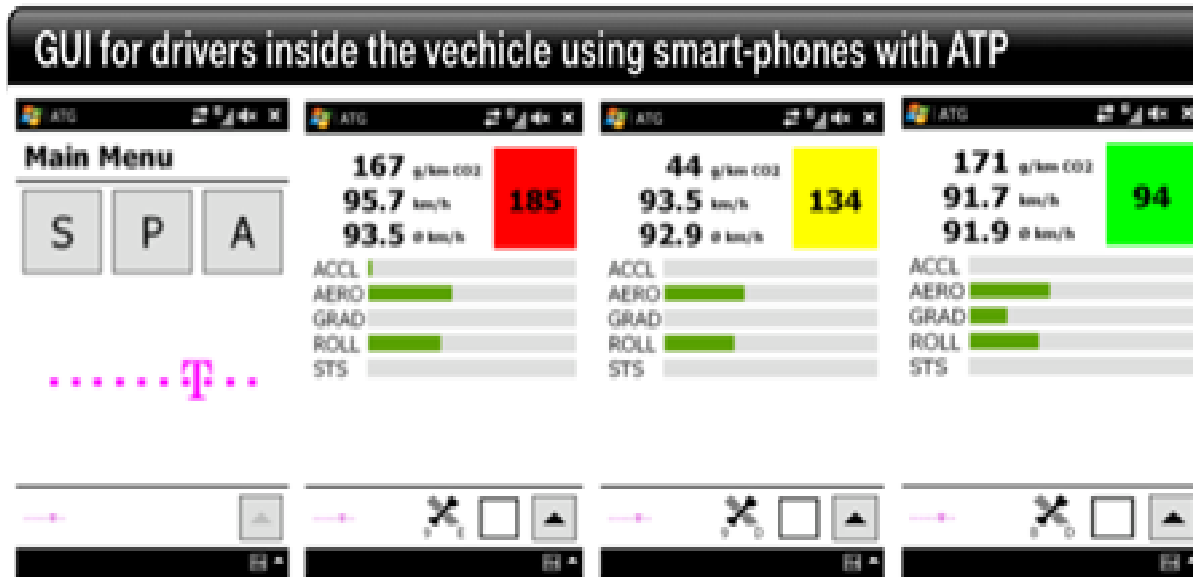 GUI for drivers inside the vechicle using smart-phones with ATP
ATG
Main Menu
S P A
T
ATG
167 g/km CO2
95.7 km/h
93.5 Ø km/h
185
ACCL
AERO
GRAD
ROLL
STS
ATG
44 g/km CO2
93.5 km/h
92.9 Ø km/h
134
ACCL
AERO
GRAD
ROLL
STS
ATG
171 g/km CO2
91.7 km/h
91.9 Ø km/h
94
ACCL
AERO
GRAD
ROLL
STS